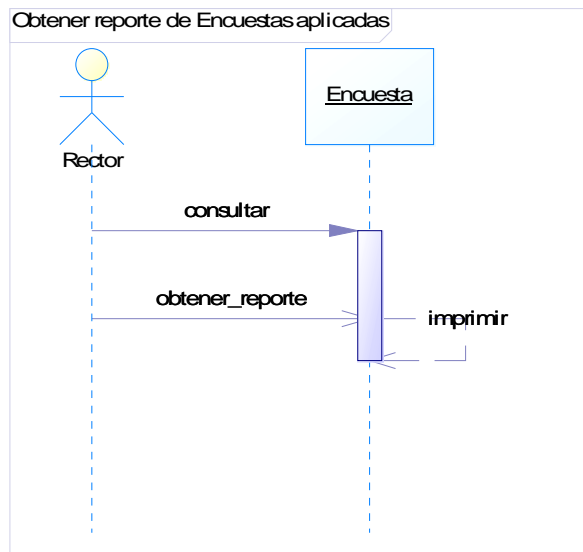 Obtener reporte de Encuestas aplicadas
Encuesta
Rector
consultar
obtener_reporte
imprimir